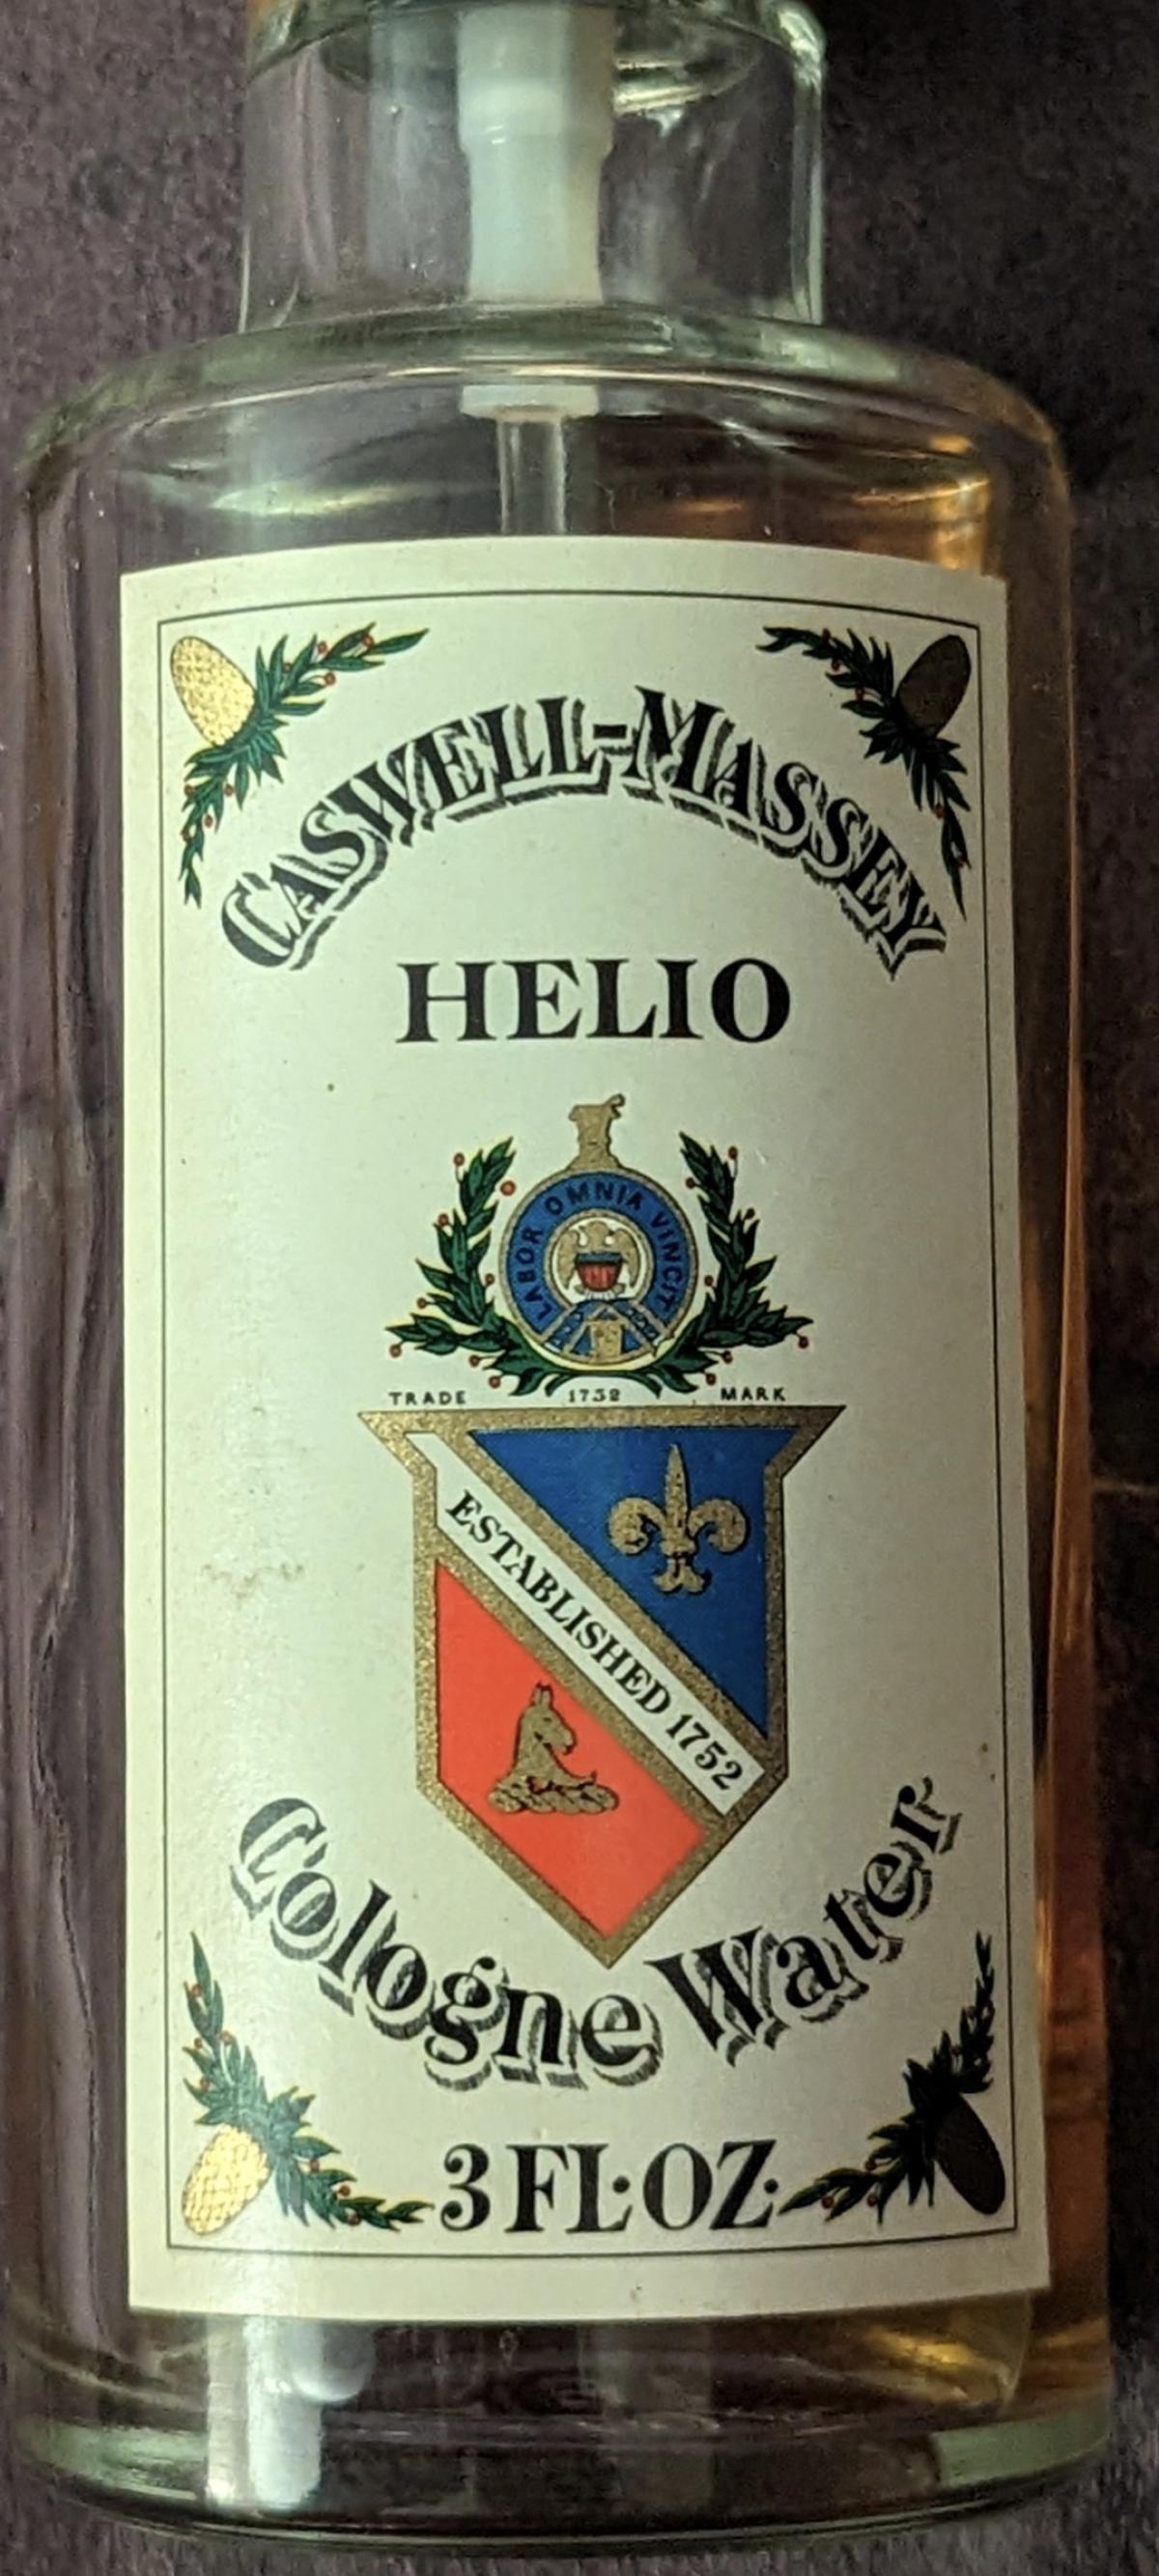 CASWELL-MASSEY
HELIO
LABOR OMNIA VINCIT
TRADE 1752 MARK
ESTABLISHED 1752
Cologne Water
3 FL·OZ·